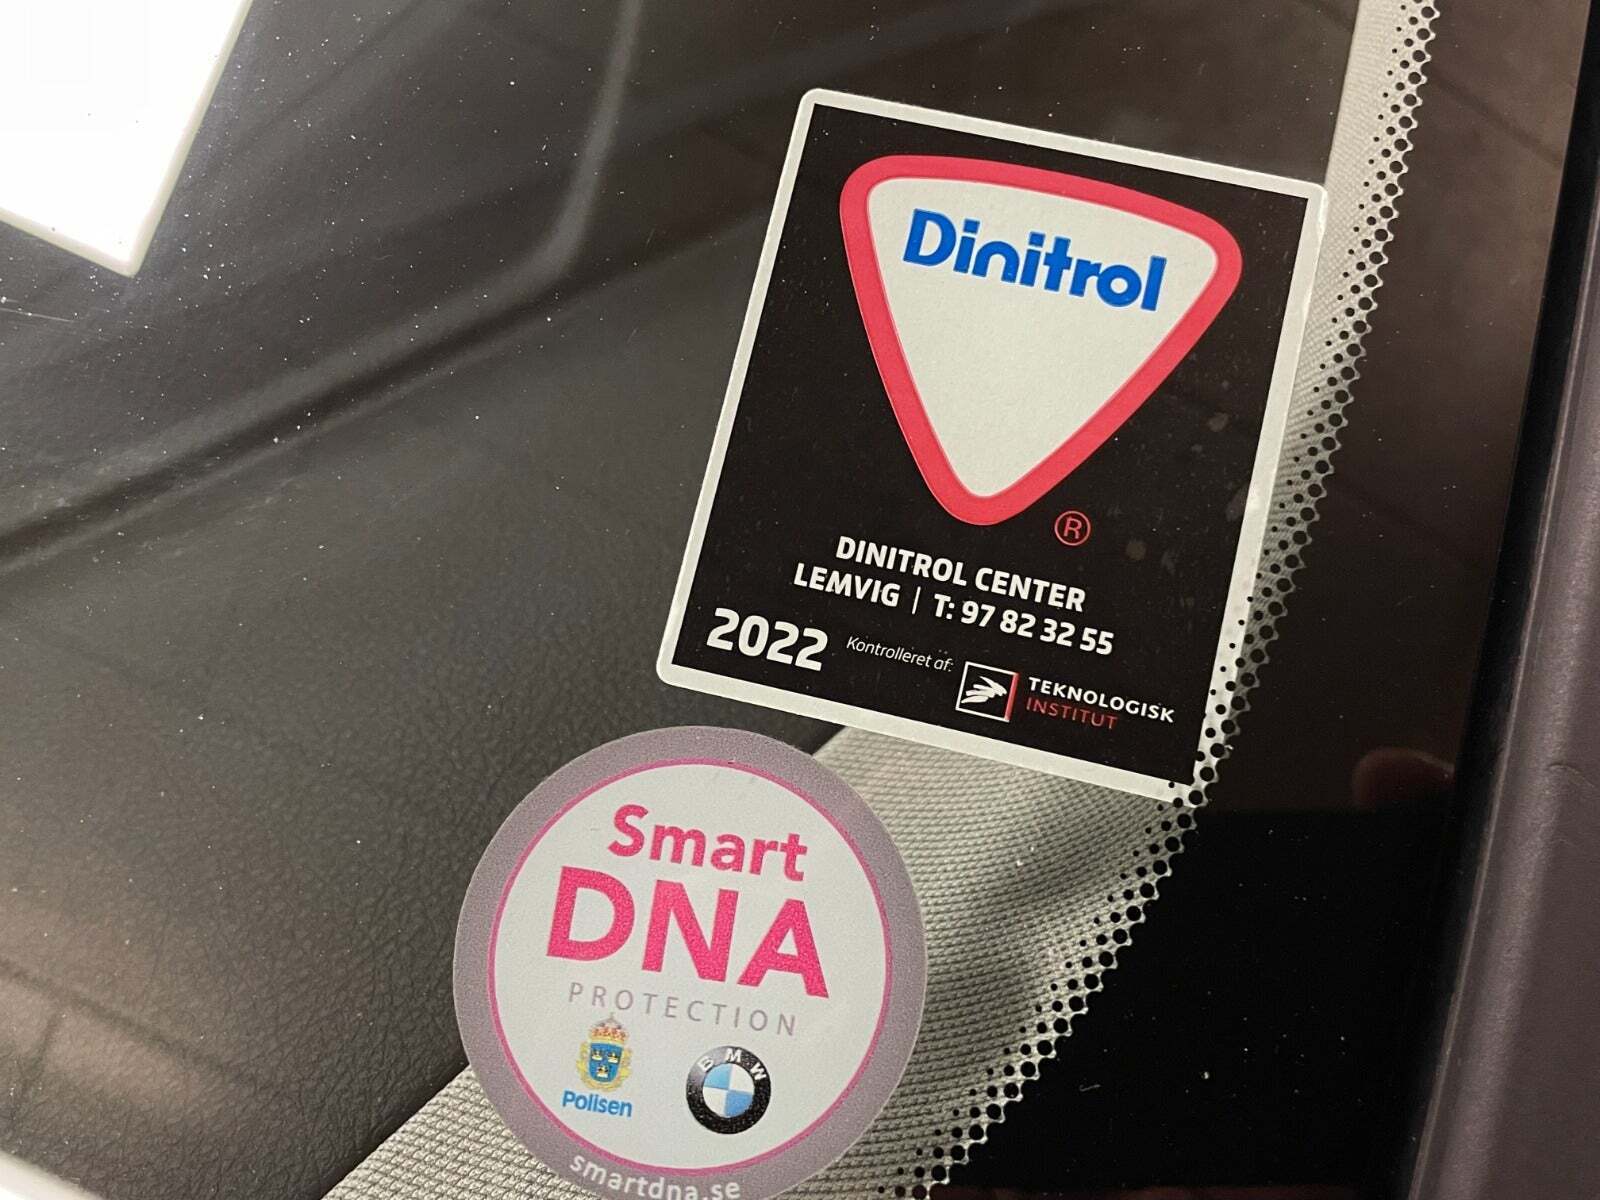 Dinitrol
®
DINITROL CENTER
LEMVIG | T: 97 82 32 55
2022 Kontrolleret af: TEKNOLOGISK
INSTITUT
Smart
DNA
PROTECTION
Polisen
BMW
smartdna.se